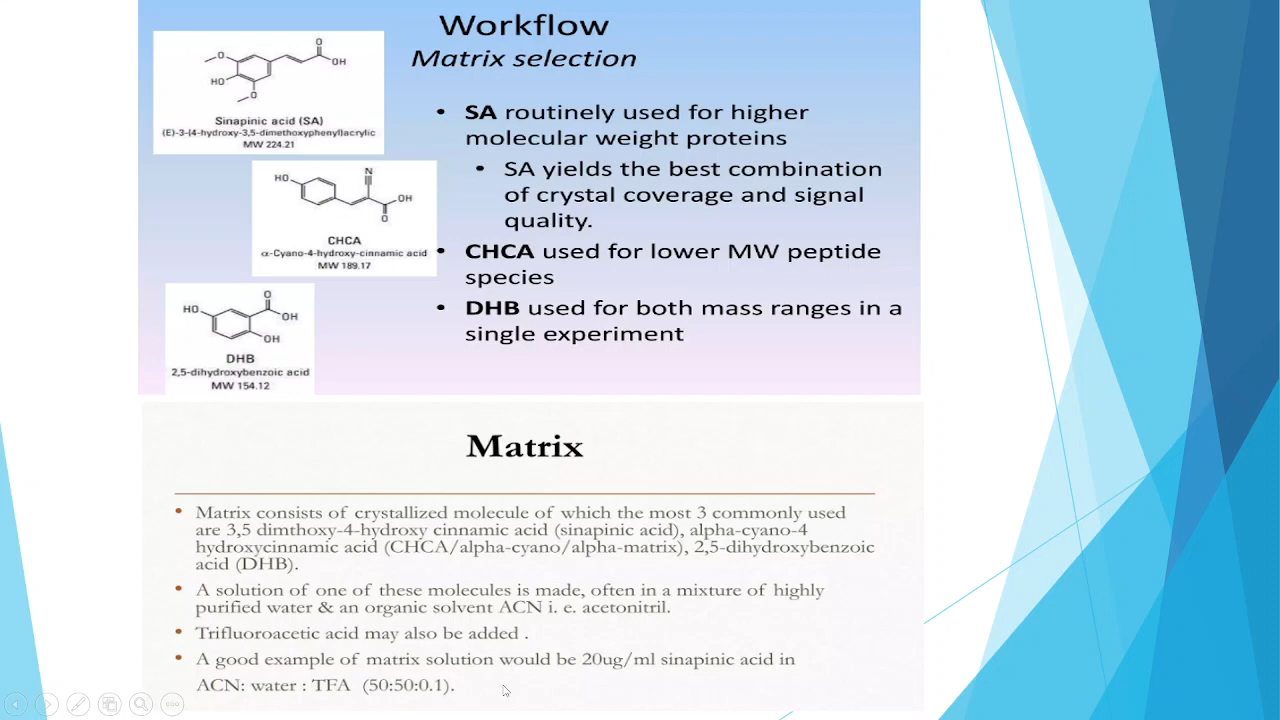 Workflow
Matrix selection
O
O
OH
HO
O
Sinapinic acid (SA)
(E)-3-(4-hydroxy-3,5-dimethoxyphenyl)acrylic
MW 224.21
• SA routinely used for higher
molecular weight proteins
• SA yields the best combination
of crystal coverage and signal
quality.
HO
N
OH
O
CHCA
α-Cyano-4-hydroxy-cinnamic acid
MW 189.17
• CHCA used for lower MW peptide
species
HO
O
OH
OH
DHB
2,5-dihydroxybenzoic acid
MW 154.12
• DHB used for both mass ranges in a
single experiment
Matrix
• Matrix consists of crystallized molecule of which the most 3 commonly used
are 3,5 dimthoxy-4-hydroxy cinnamic acid (sinapinic acid), alpha-cyano-4
hydroxycinnamic acid (CHCA/alpha-cyano/alpha-matrix), 2,5-dihydroxybenzoic
acid (DHB).
• A solution of one of these molecules is made, often in a mixture of highly
purified water & an organic solvent ACN i. e. acetonitril.
• Trifluoroacetic acid may also be added .
• A good example of matrix solution would be 20ug/ml sinapinic acid in
ACN: water : TFA (50:50:0.1).